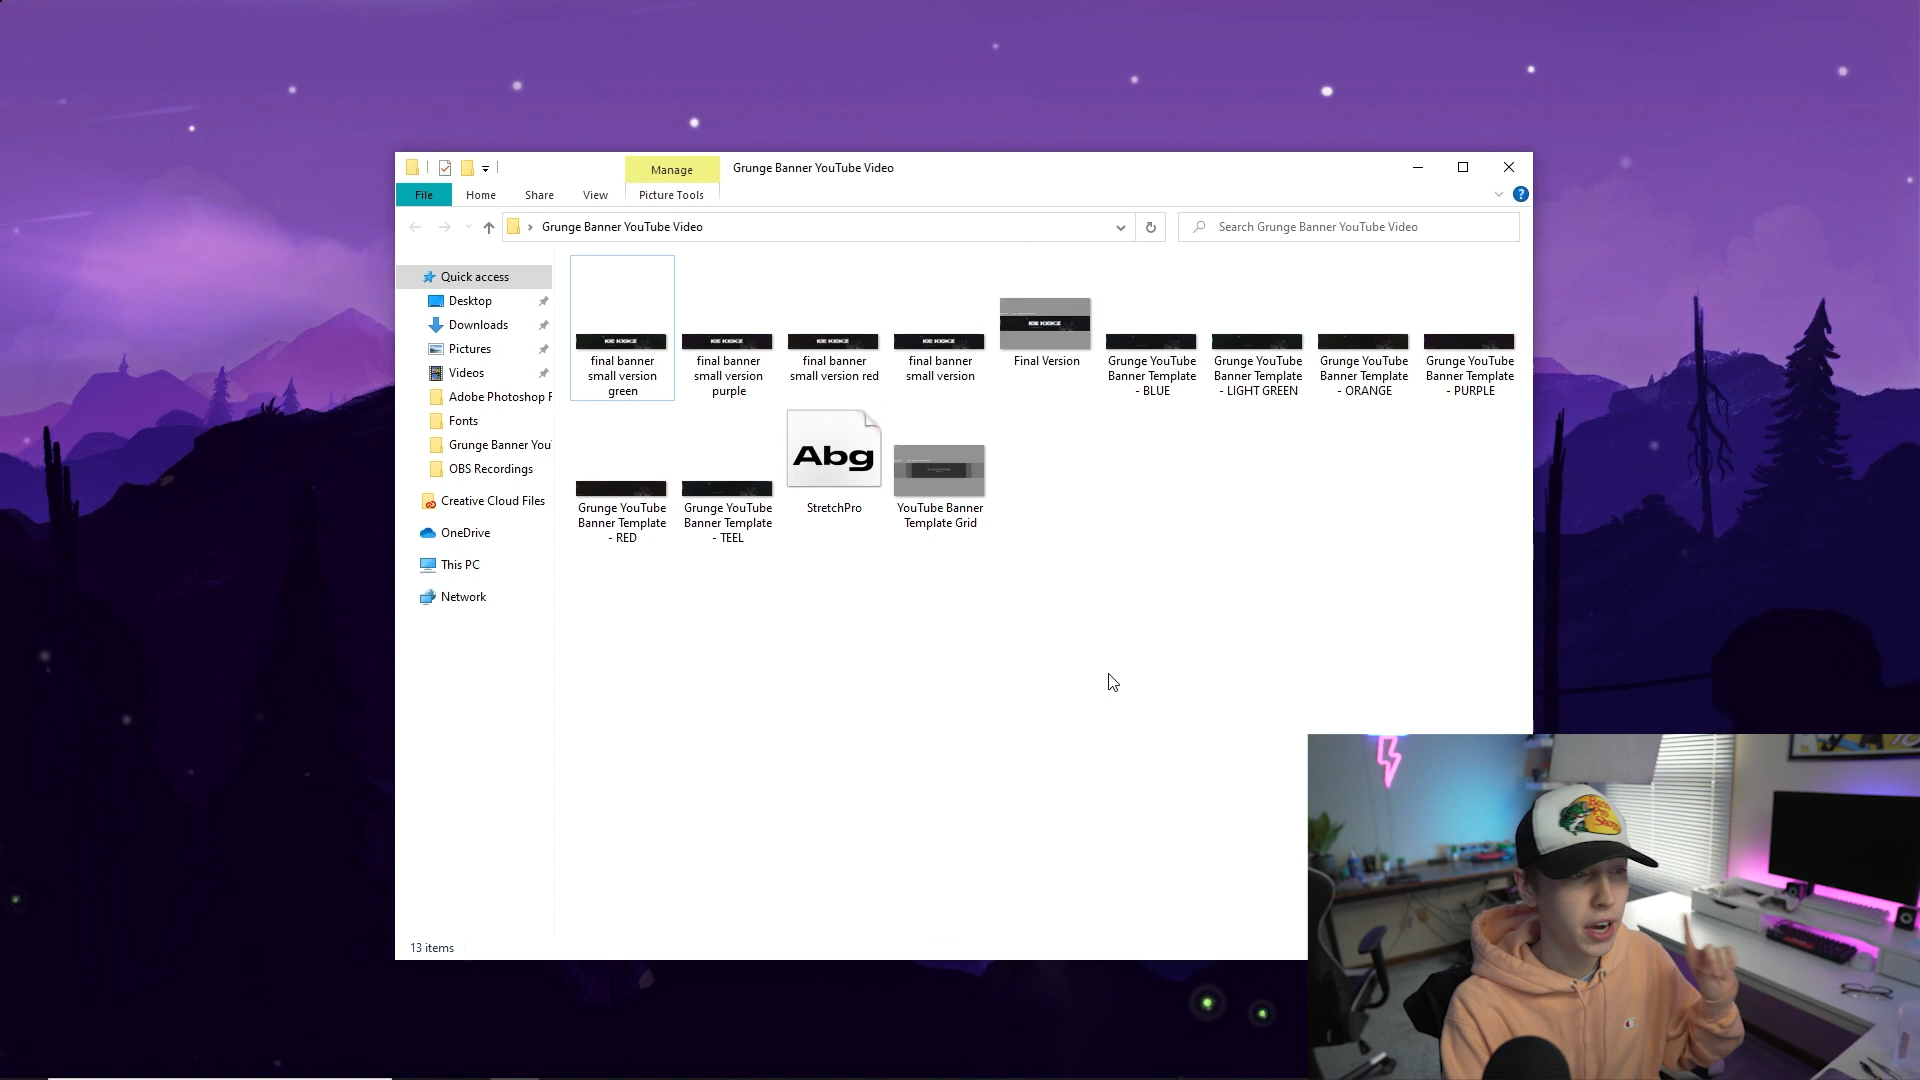 Manage
Grunge Banner YouTube Video
File
Home
Share
View
Picture Tools
Grunge Banner YouTube Video
Search Grunge Banner YouTube Video
Quick access
Desktop
Downloads
Pictures
Videos
Adobe Photoshop F
Fonts
Grunge Banner You
OBS Recordings
Creative Cloud Files
OneDrive
This PC
Network
final banner
small version
green
final banner
small version
purple
final banner
small version red
final banner
small version
Final Version
Grunge YouTube
Banner Template
- BLUE
Grunge YouTube
Banner Template
- LIGHT GREEN
Grunge YouTube
Banner Template
- ORANGE
Grunge YouTube
Banner Template
- PURPLE
Grunge YouTube
Banner Template
- RED
Grunge YouTube
Banner Template
- TEEL
Abg
StretchPro
YouTube Banner
Template Grid
13 items
Bass
Pro
Shops